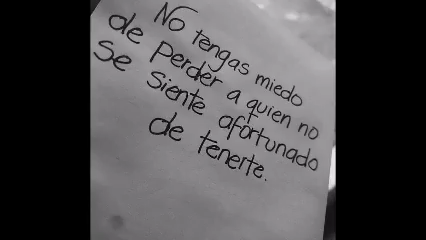 No tengas miedo
de Perder a quien no
Se Siente afortunado
de tenerte.